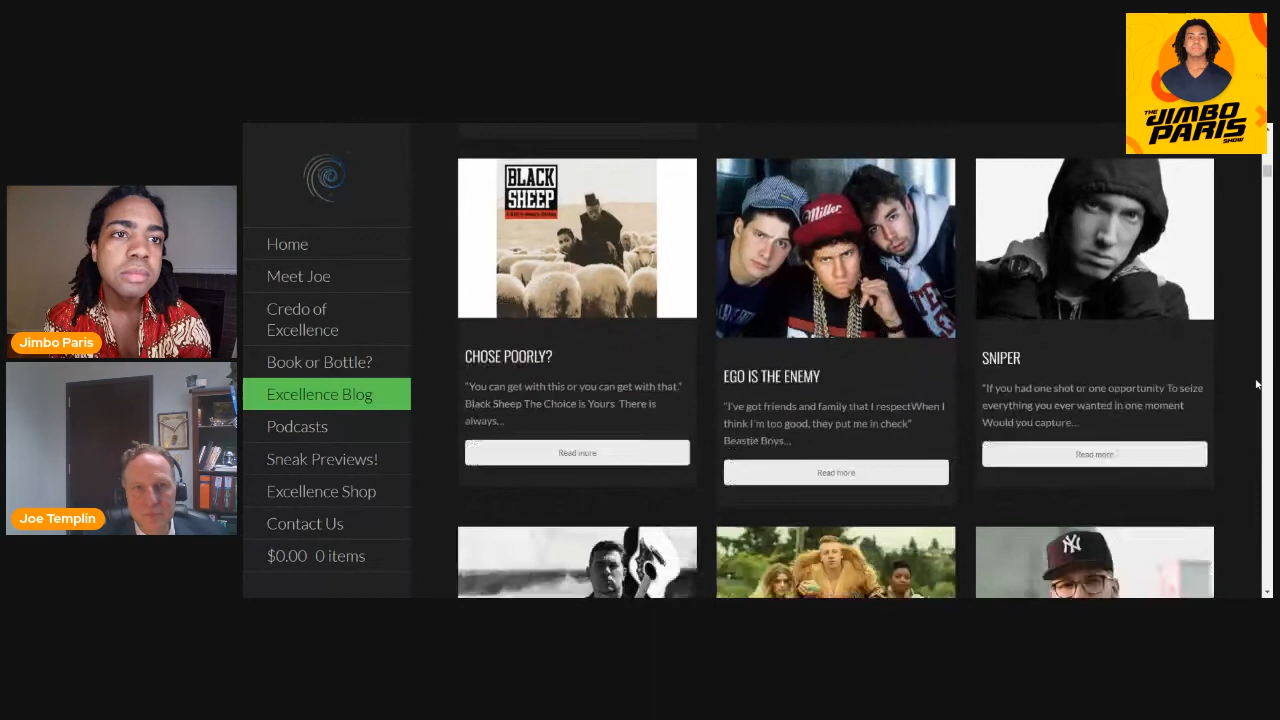 THE
JIMBO
PARIS
SHOW
Jimbo Paris
Joe Templin
Home
Meet Joe
Credo of
Excellence
Book or Bottle?
Excellence Blog
Podcasts
Sneak Previews!
Excellence Shop
Contact Us
$0.00 0 items
BLACK
SHEEP
CHOSE POORLY?
"You can get with this or you can get with that."
Black Sheep The Choice is Yours There is
always...
Read more
Miller
EGO IS THE ENEMY
"I've got friends and family that I respectWhen I
think I'm too good, they put me in check"
Beastie Boys...
Read more
SNIPER
"If you had one shot or one opportunity To seize
everything you ever wanted in one moment
Would you capture...
Read more
NY